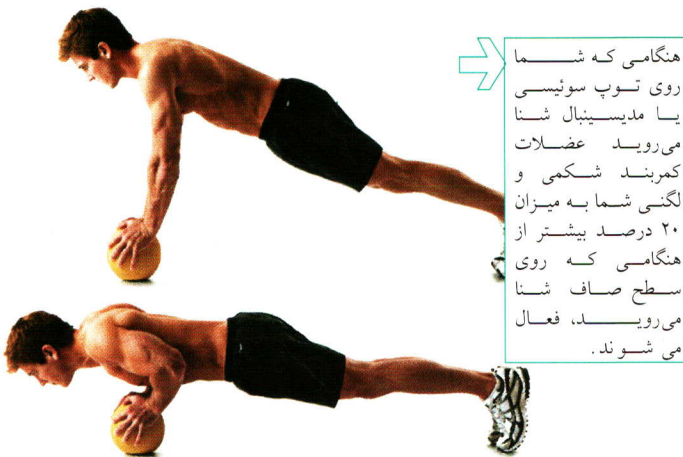 هنگامی که شما
روی توپ سوئیسی
یا مدیسینبال شنا
می‌روید عضلات
کمربند شکمی و
لگنی شما به میزان
۲۰ درصد بیشتر از
هنگامی که روی
سطح صاف شنا
می‌روید، فعال
می شوند.